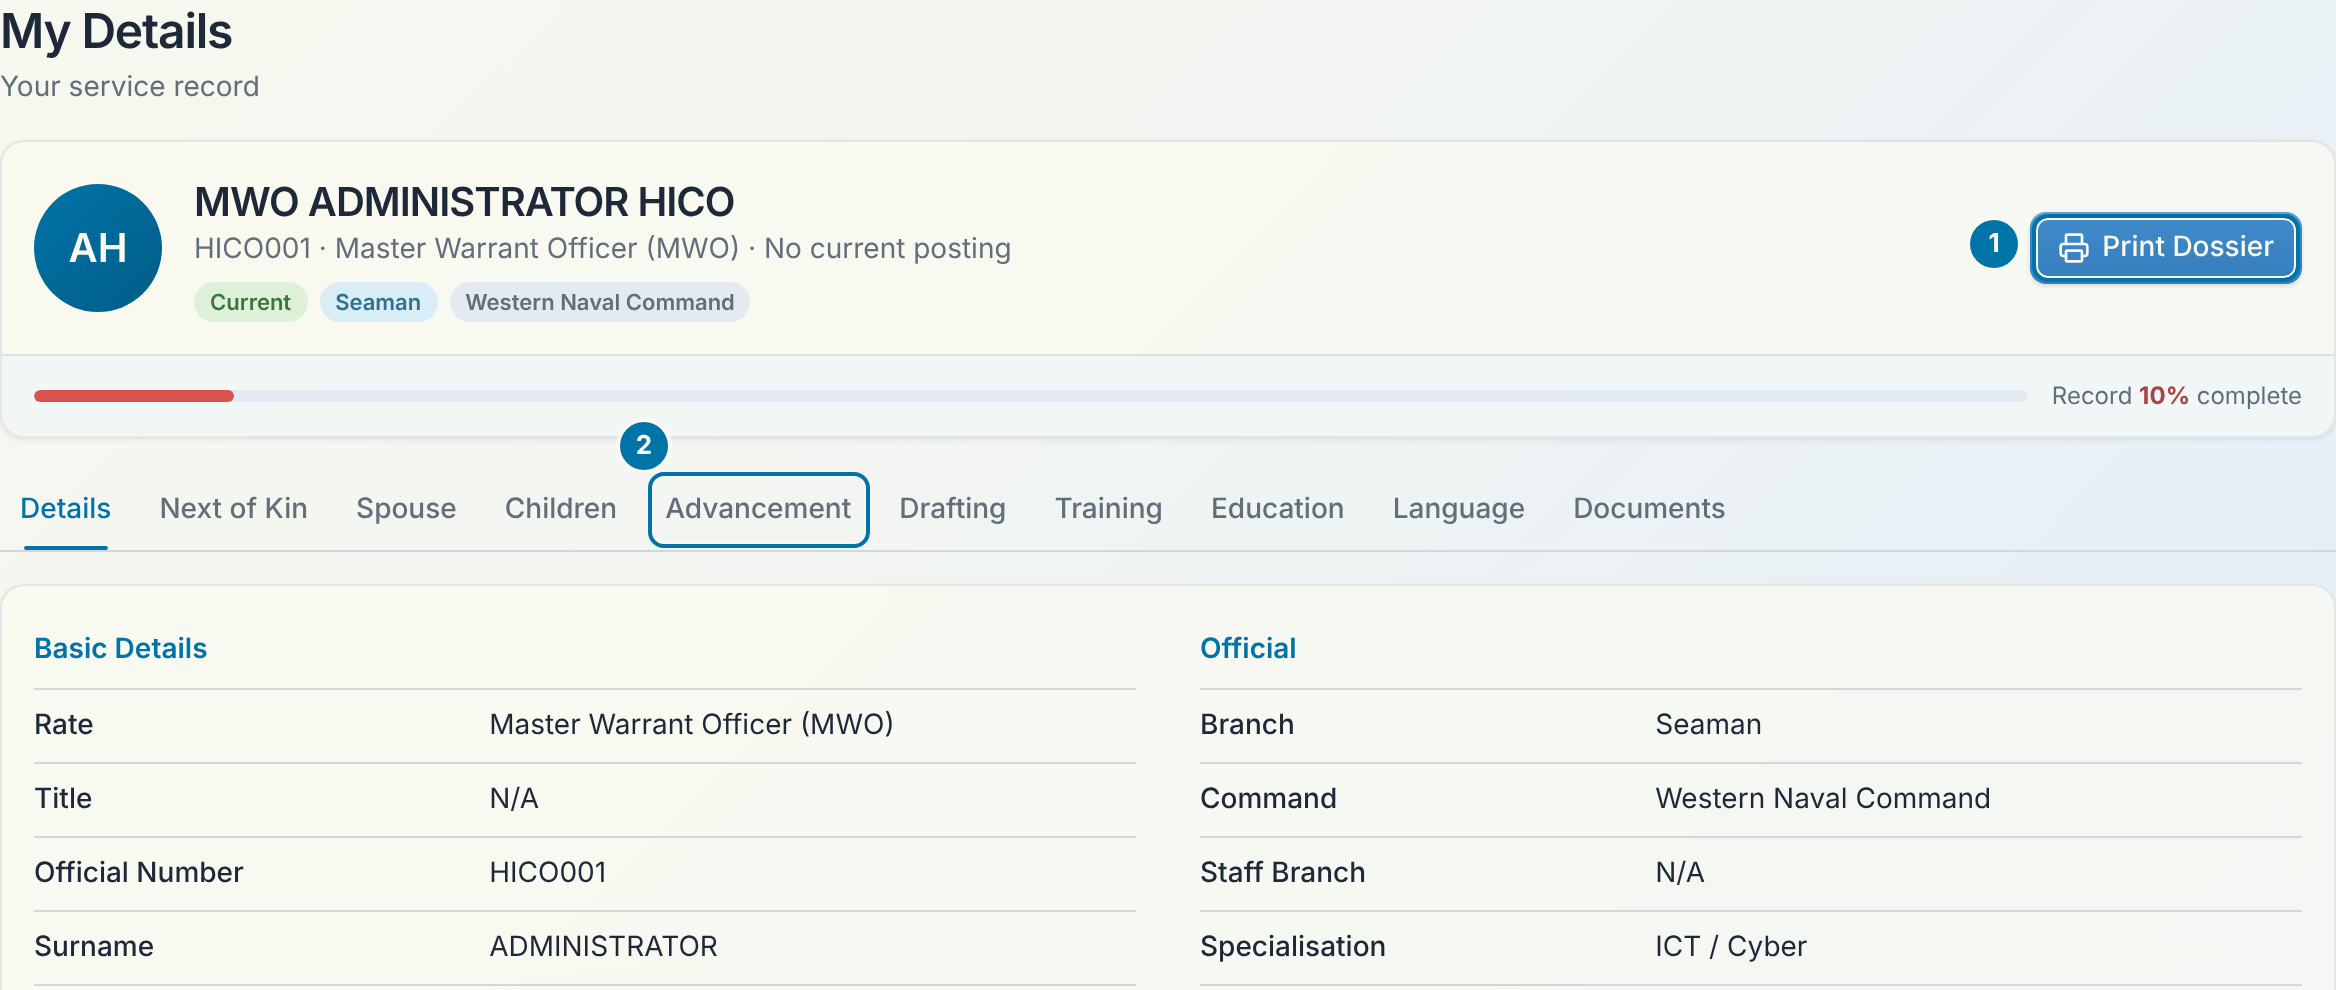 My Details
Your service record
AH
MWO ADMINISTRATOR HICO
HICO001 · Master Warrant Officer (MWO) · No current posting
Current Seaman Western Naval Command
1 Print Dossier
Record 10% complete
2
Details Next of Kin Spouse Children Advancement Drafting Training Education Language Documents
Basic Details
Rate Master Warrant Officer (MWO)
Title N/A
Official Number HICO001
Surname ADMINISTRATOR
Official
Branch Seaman
Command Western Naval Command
Staff Branch N/A
Specialisation ICT / Cyber